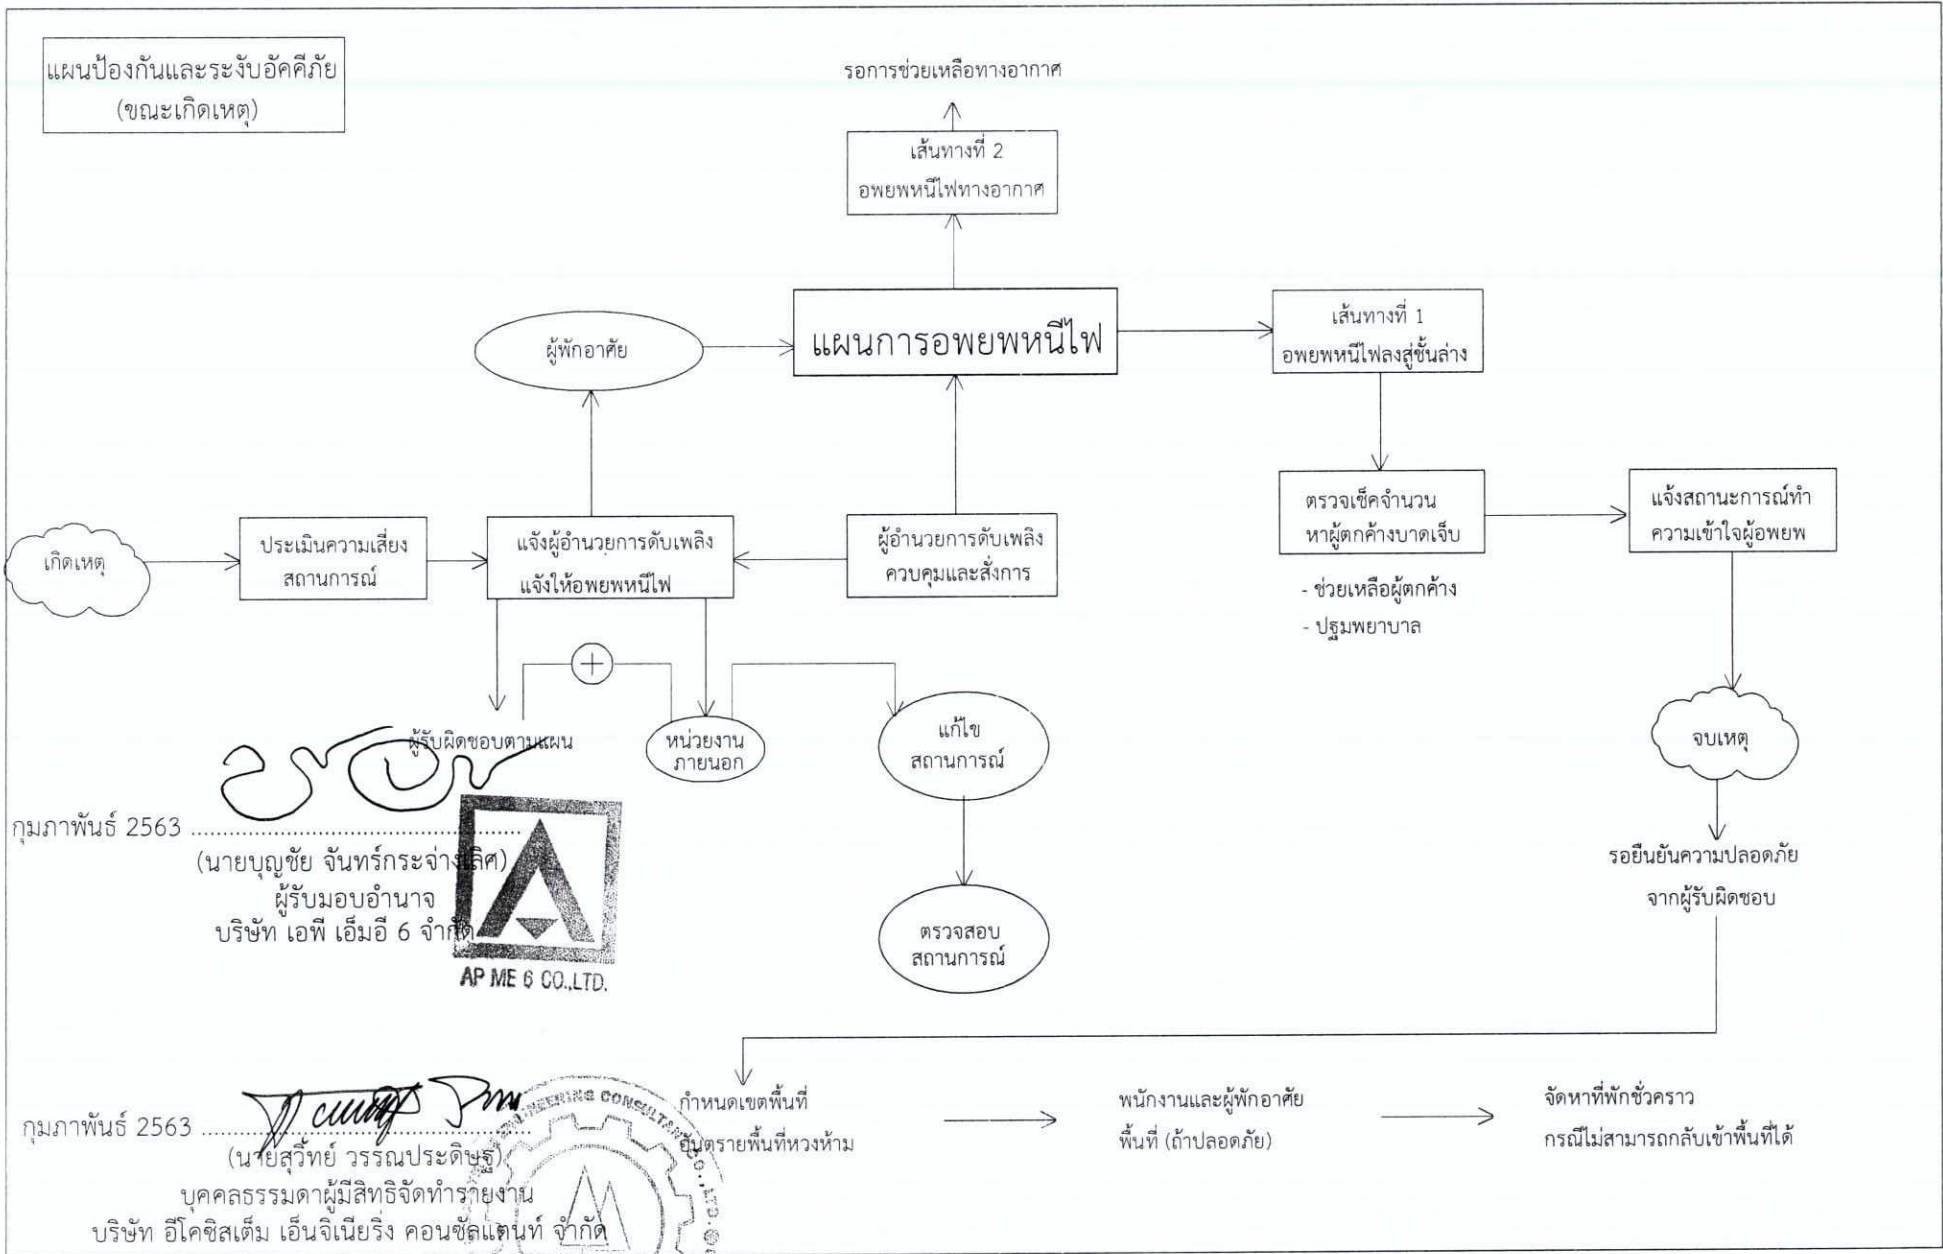 แผนป้องกันและระงับอัคคีภัย
(ขณะเกิดเหตุ)
รอการช่วยเหลือทางอากาศ
เส้นทางที่ 2
อพยพหนีไฟทางอากาศ
แผนการอพยพหนีไฟ
เส้นทางที่ 1
อพยพหนีไฟลงสู่ชั้นล่าง
ผู้พักอาศัย
เกิดเหตุ
ประเมินความเสี่ยง
สถานการณ์
แจ้งผู้อำนวยการดับเพลิง
แจ้งให้อพยพหนีไฟ
ผู้อำนวยการดับเพลิง
ควบคุมและสั่งการ
ตรวจเช็คจำนวน
หาผู้ตกค้างบาดเจ็บ
- ช่วยเหลือผู้ตกค้าง
- ปฐมพยาบาล
แจ้งสถานะการณ์ทำ
ความเข้าใจผู้อพยพ
ผู้รับผิดชอบตามแผน
หน่วยงาน
ภายนอก
แก้ไข
สถานการณ์
ตรวจสอบ
สถานการณ์
จบเหตุ
รอยืนยันความปลอดภัย
จากผู้รับผิดชอบ
กุมภาพันธ์ 2563
(นายบุญชัย จันทร์กระจ่างเลิศ)
ผู้รับมอบอำนาจ
บริษัท เอพี เอ็มอี 6 จำกัด
AP ME 6 CO.,LTD.
กำหนดเขตพื้นที่
อันตรายพื้นที่หวงห้าม
พนักงานและผู้พักอาศัย
พื้นที่ (ถ้าปลอดภัย)
จัดหาที่พักชั่วคราว
กรณีไม่สามารถกลับเข้าพื้นที่ได้
กุมภาพันธ์ 2563
(นายสุวิทย์ วรรณประดิษฐ์)
บุคคลธรรมดาผู้มีสิทธิจัดทำรายงาน
บริษัท อีโคซิสเต็ม เอ็นจิเนียริ่ง คอนซัลแตนท์ จำกัด